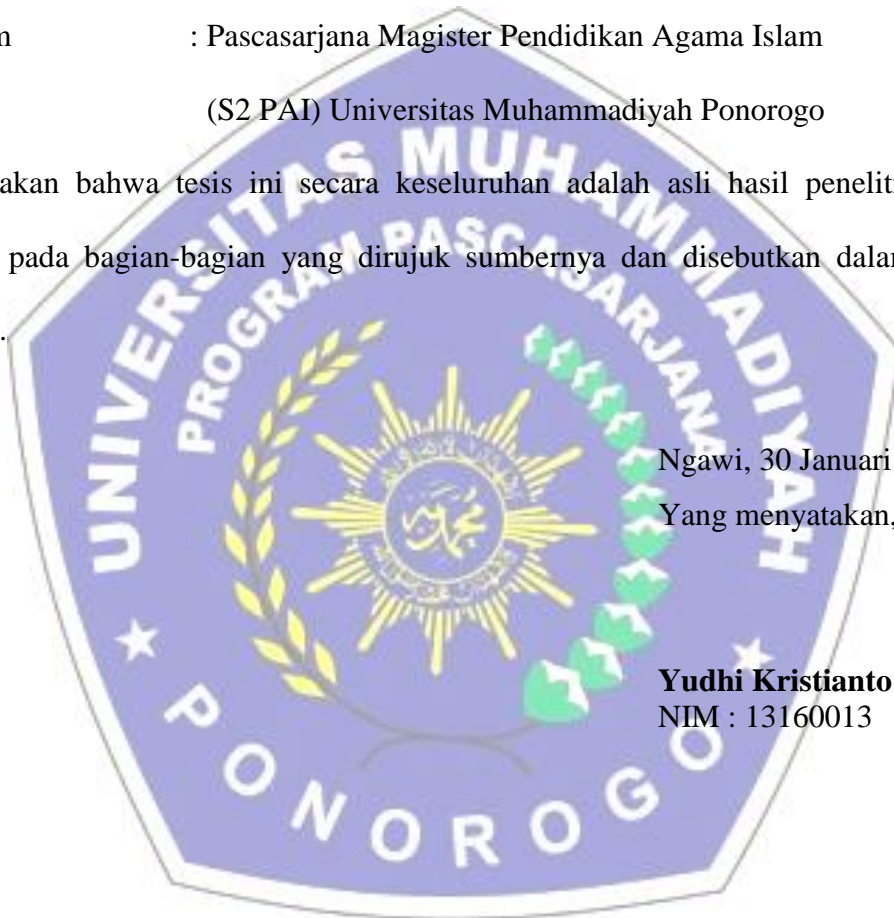 : Pascasarjana Magister Pendidikan Agama Islam
(S2 PAI) Universitas Muhammadiyah Ponorogo
akan bahwa tesis ini secara keseluruhan adalah asli hasil penelit
pada bagian-bagian yang dirujuk sumbernya dan disebutkan dalam
.
UNIVERSITAS MUHAMMADIYAH
PROGRAM PASCASARJANA
Ngawi, 30 Januari
Yang menyatakan,
محمد
Yudhi Kristianto
NIM : 13160013
PONOROGO